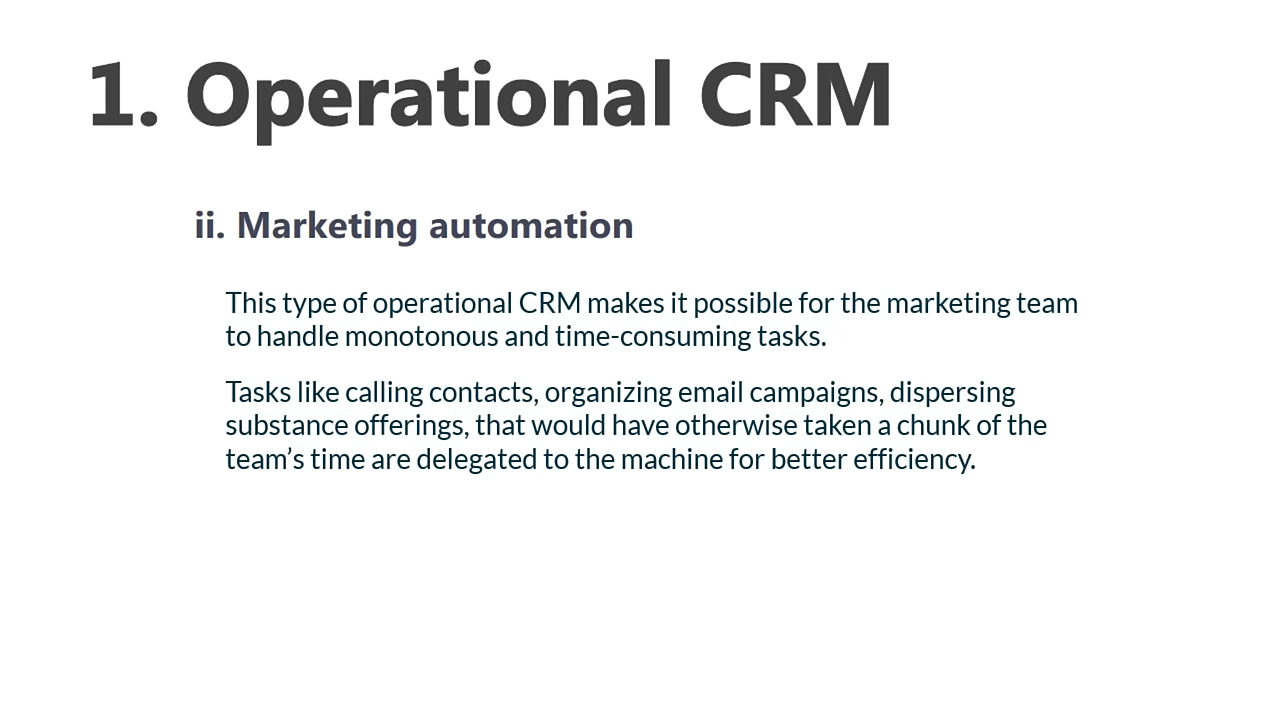 1. Operational CRM
ii. Marketing automation
This type of operational CRM makes it possible for the marketing team
to handle monotonous and time-consuming tasks.
Tasks like calling contacts, organizing email campaigns, dispersing
substance offerings, that would have otherwise taken a chunk of the
team’s time are delegated to the machine for better efficiency.